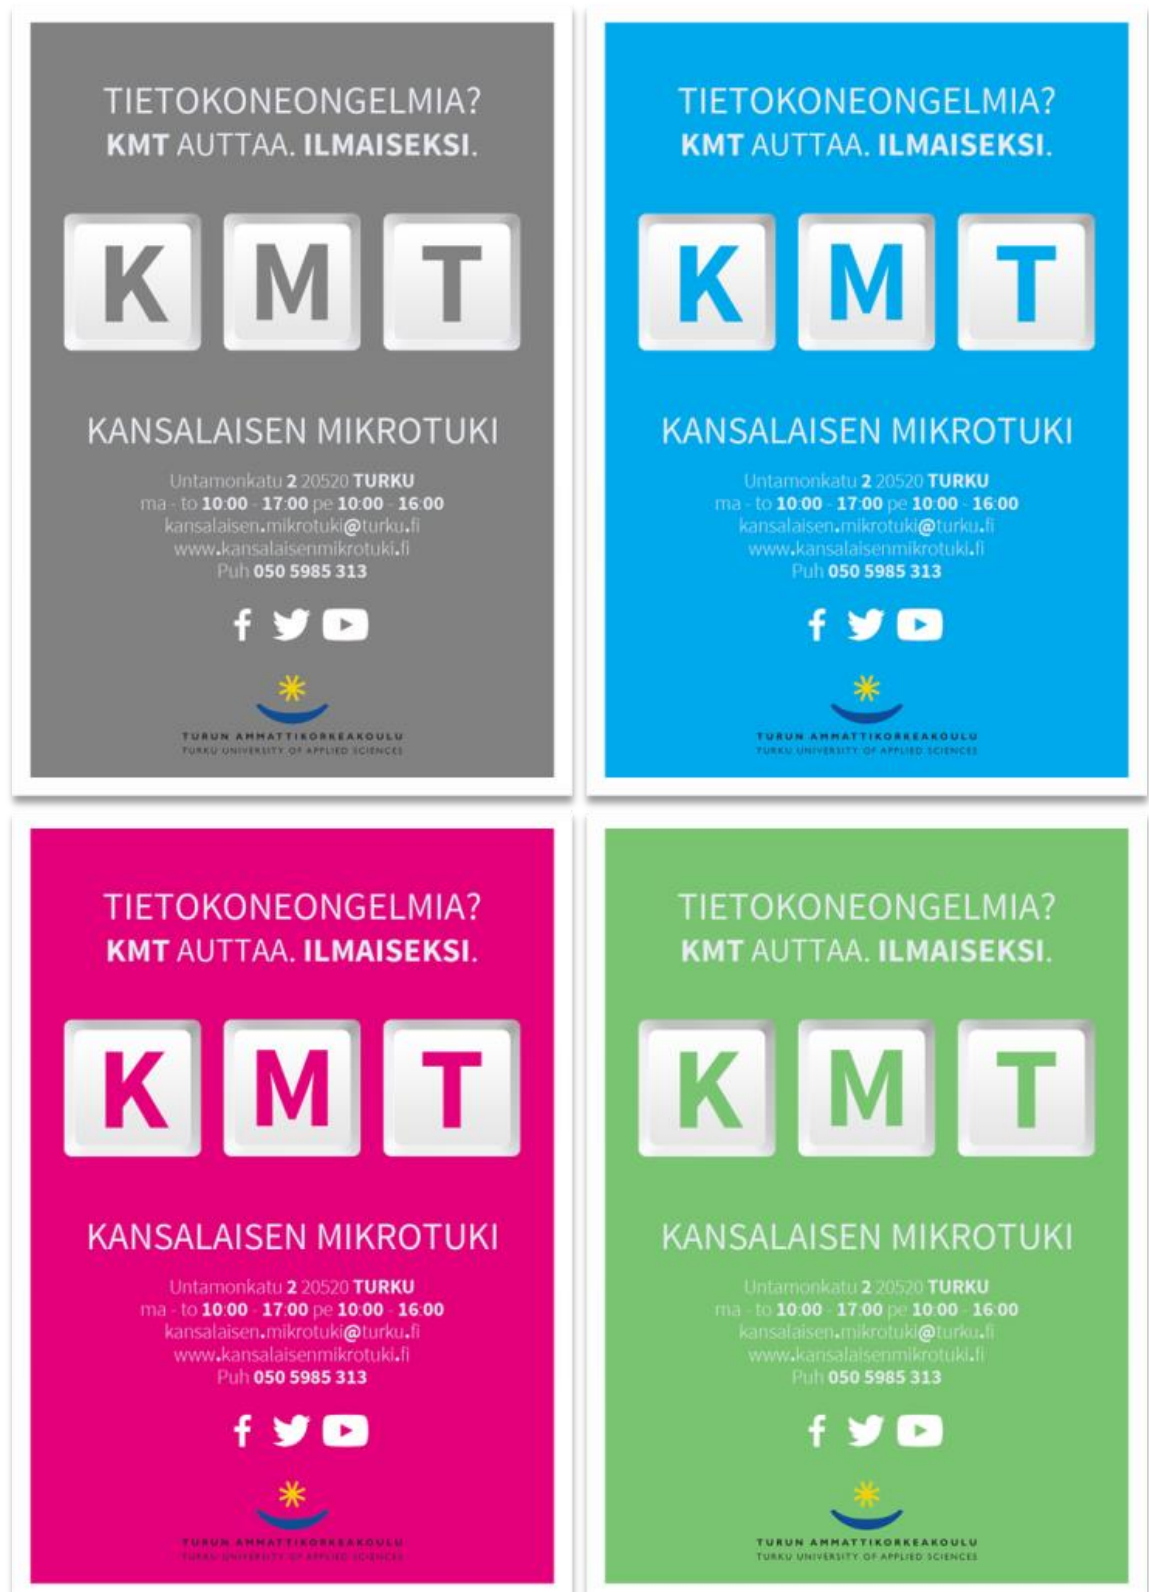 TIETOKONEONGELMIA?
KMT AUTTAA. ILMAISEKSI.
K M T
KANSALAISEN MIKROTUKI
Untamonkatu 2 20520 TURKU
ma - to 10:00 - 17:00 pe 10:00 - 16:00
kansalaisen.mikrotuki@turku.fi
www.kansalaisenmikrotuki.fi
Puh 050 5985 313
TURUN AMMATTIKORKEAKOULU
TURKU UNIVERSITY OF APPLIED SCIENCES
TIETOKONEONGELMIA?
KMT AUTTAA. ILMAISEKSI.
K M T
KANSALAISEN MIKROTUKI
Untamonkatu 2 20520 TURKU
ma - to 10:00 - 17:00 pe 10:00 - 16:00
kansalaisen.mikrotuki@turku.fi
www.kansalaisenmikrotuki.fi
Puh 050 5985 313
TURUN AMMATTIKORKEAKOULU
TURKU UNIVERSITY OF APPLIED SCIENCES
TIETOKONEONGELMIA?
KMT AUTTAA. ILMAISEKSI.
K M T
KANSALAISEN MIKROTUKI
Untamonkatu 2 20520 TURKU
ma - to 10:00 - 17:00 pe 10:00 - 16:00
kansalaisen.mikrotuki@turku.fi
www.kansalaisenmikrotuki.fi
Puh 050 5985 313
TURUN AMMATTIKORKEAKOULU
TURKU UNIVERSITY OF APPLIED SCIENCES
TIETOKONEONGELMIA?
KMT AUTTAA. ILMAISEKSI.
K M T
KANSALAISEN MIKROTUKI
Untamonkatu 2 20520 TURKU
ma - to 10:00 - 17:00 pe 10:00 - 16:00
kansalaisen.mikrotuki@turku.fi
www.kansalaisenmikrotuki.fi
Puh 050 5985 313
TURUN AMMATTIKORKEAKOULU
TURKU UNIVERSITY OF APPLIED SCIENCES